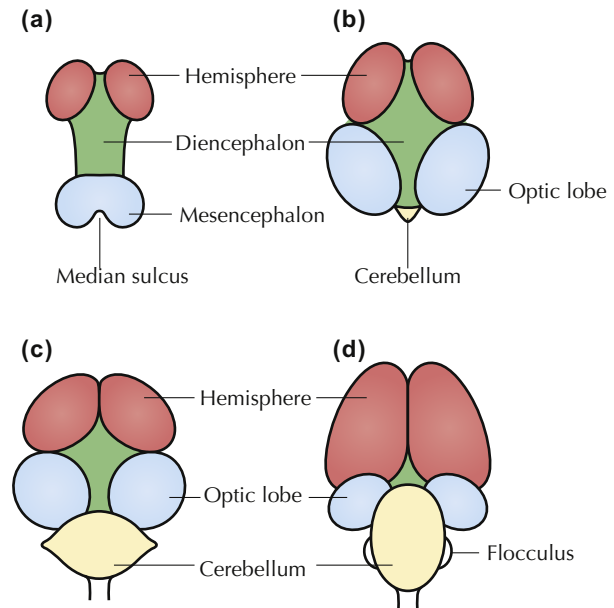 (a)
(b)
Hemisphere
Diencephalon
Optic lobe
Mesencephalon
Median sulcus
Cerebellum
(c)
(d)
Hemisphere
Optic lobe
Flocculus
Cerebellum